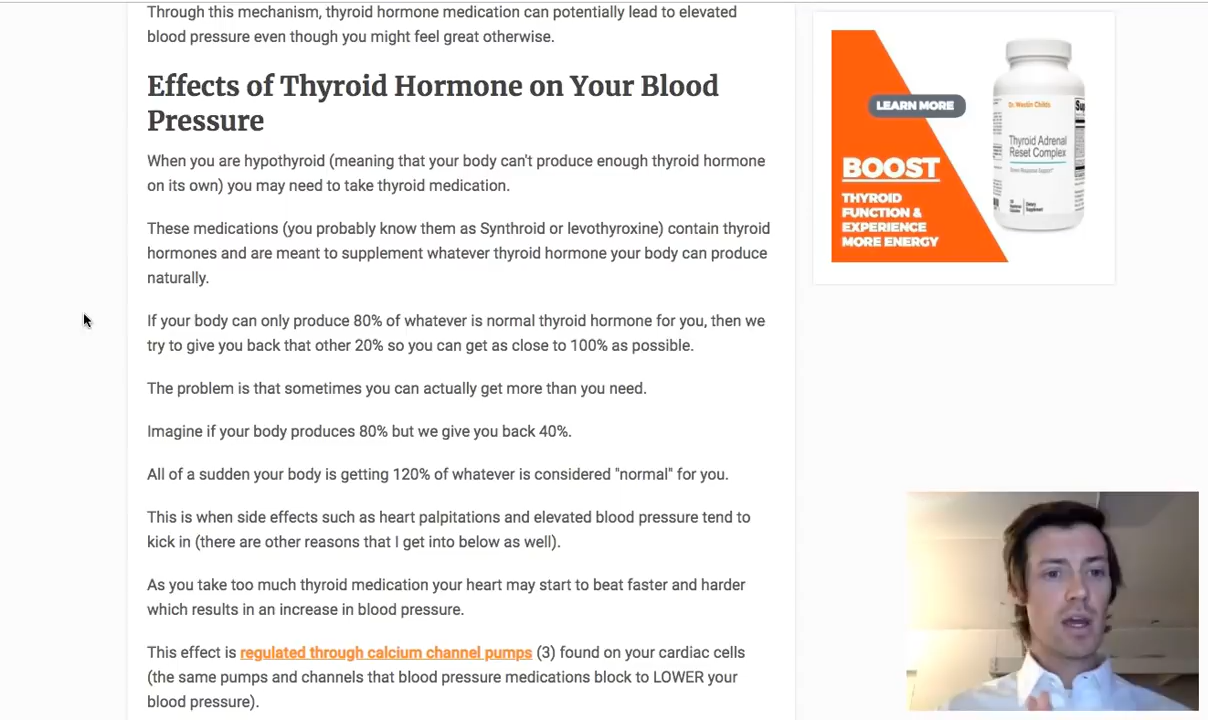 Through this mechanism, thyroid hormone medication can potentially lead to elevated
blood pressure even though you might feel great otherwise.
Effects of Thyroid Hormone on Your Blood
Pressure
When you are hypothyroid (meaning that your body can't produce enough thyroid hormone
on its own) you may need to take thyroid medication.
These medications (you probably know them as Synthroid or levothyroxine) contain thyroid
hormones and are meant to supplement whatever thyroid hormone your body can produce
naturally.
If your body can only produce 80% of whatever is normal thyroid hormone for you, then we
try to give you back that other 20% so you can get as close to 100% as possible.
The problem is that sometimes you can actually get more than you need.
Imagine if your body produces 80% but we give you back 40%.
All of a sudden your body is getting 120% of whatever is considered "normal" for you.
This is when side effects such as heart palpitations and elevated blood pressure tend to
kick in (there are other reasons that I get into below as well).
As you take too much thyroid medication your heart may start to beat faster and harder
which results in an increase in blood pressure.
This effect is regulated through calcium channel pumps (3) found on your cardiac cells
(the same pumps and channels that blood pressure medications block to LOWER your
blood pressure).
LEARN MORE
BOOST
THYROID
FUNCTION &
EXPERIENCE
MORE ENERGY
Dr. Westin Childs
Thyroid Adrenal
Reset Complex